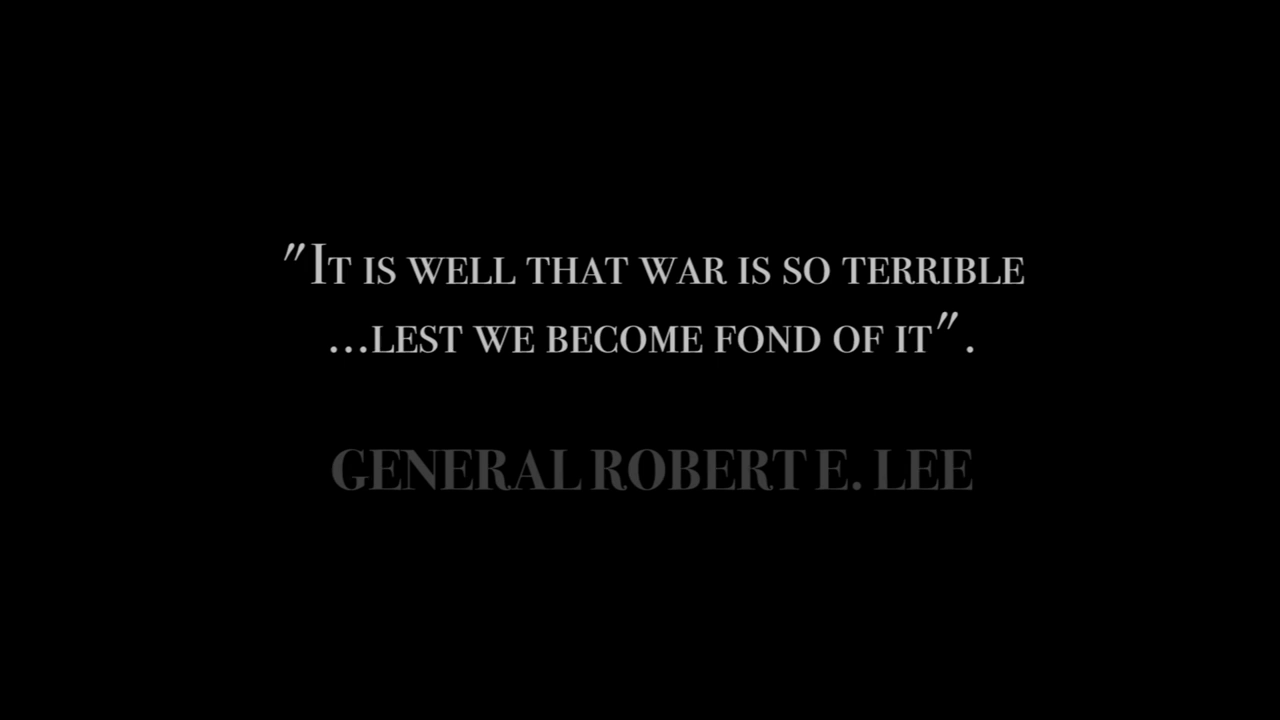 "It is well that war is so terrible
...lest we become fond of it".
GENERAL ROBERT E. LEE